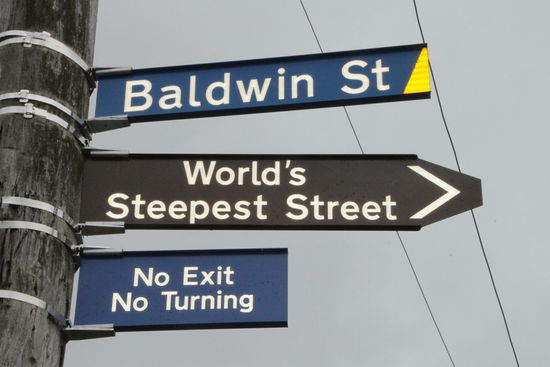 Baldwin St
World's
Steepest Street
No Exit
No Turning